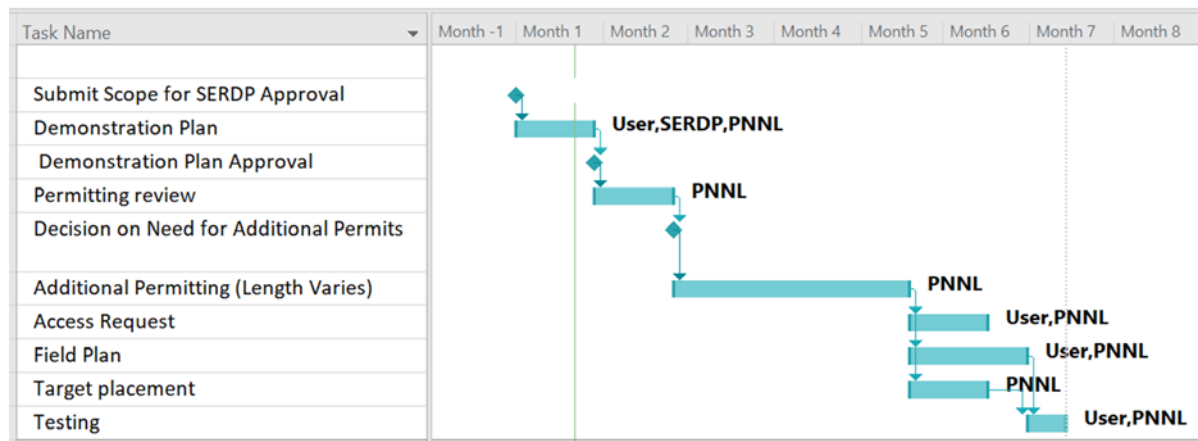 Task Name Month -1 Month 1 Month 2 Month 3 Month 4 Month 5 Month 6 Month 7 Month 8
Submit Scope for SERDP Approval
Demonstration Plan User,SERDP,PNNL
Demonstration Plan Approval
Permitting review PNNL
Decision on Need for Additional Permits
Additional Permitting (Length Varies) PNNL
Access Request User,PNNL
Field Plan User,PNNL
Target placement PNNL
Testing User,PNNL